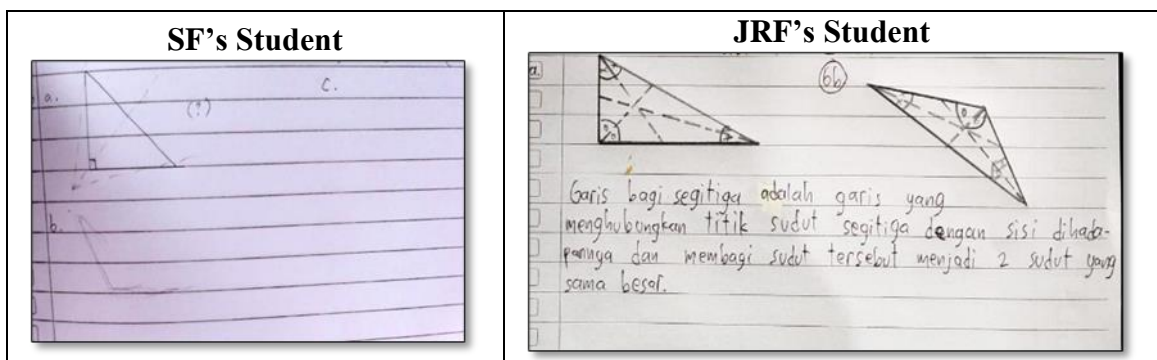 SF's Student
a.
(?)
c.
b.
JRF's Student
a.
6b
Garis bagi segitiga adalah garis yang
menghubungkan titik sudut segitiga dengan sisi dihada-
pannya dan membagi sudut tersebut menjadi 2 sudut yang
sama besar.